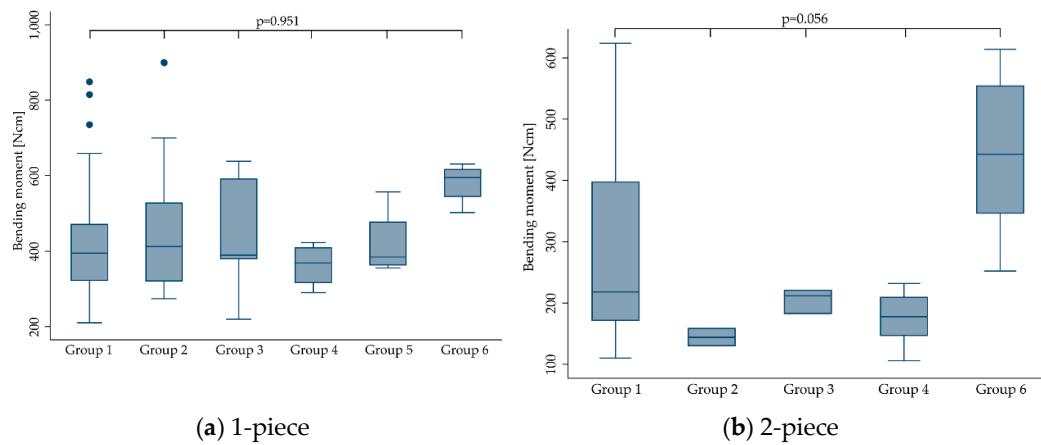 p=0.951
1,000
800
600
400
200
Bending moment [Ncm]
Group 1 Group 2 Group 3 Group 4 Group 5 Group 6
(a) 1-piece
p=0.056
600
500
400
300
200
100
Bending moment [Ncm]
Group 1 Group 2 Group 3 Group 4 Group 6
(b) 2-piece